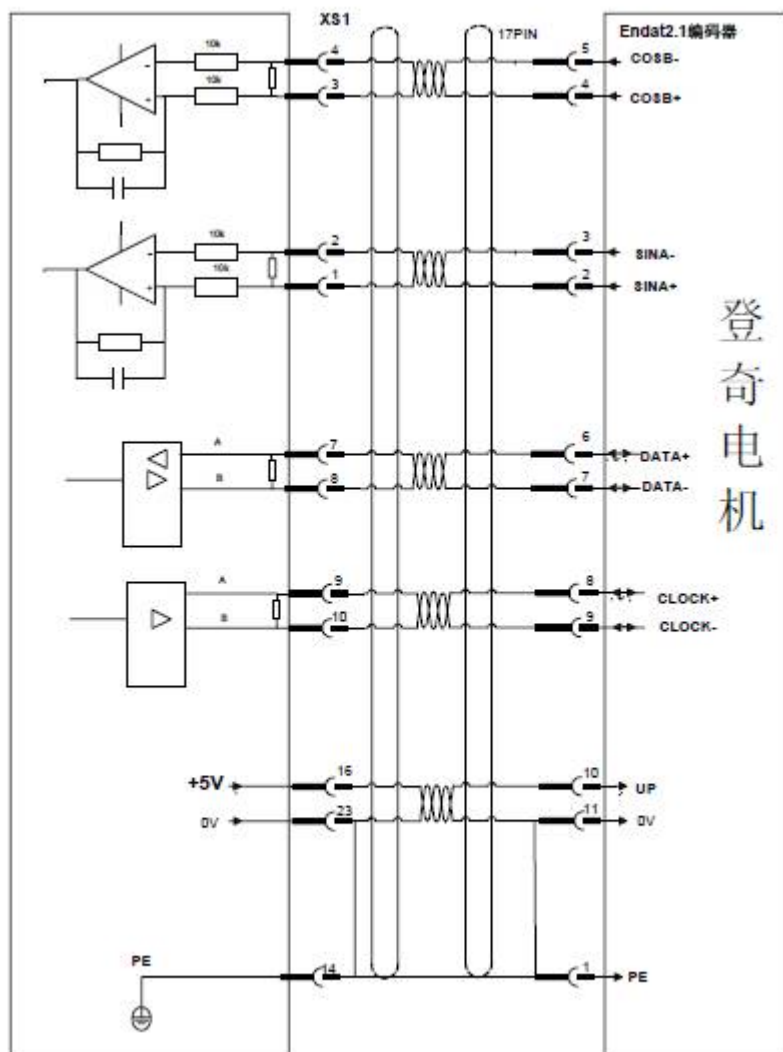 XS1
17PIN
Endat2.1编码器
10k
4
5
COSB-
10k
3
4
COSB+
10k
2
3
SINA-
10k
1
2
SINA+
登奇电机
A
7
6
DATA+
B
8
7
DATA-
A
9
8
CLOCK+
B
10
9
CLOCK-
+5V
16
10
UP
0V
23
11
0V
PE
14
1
PE